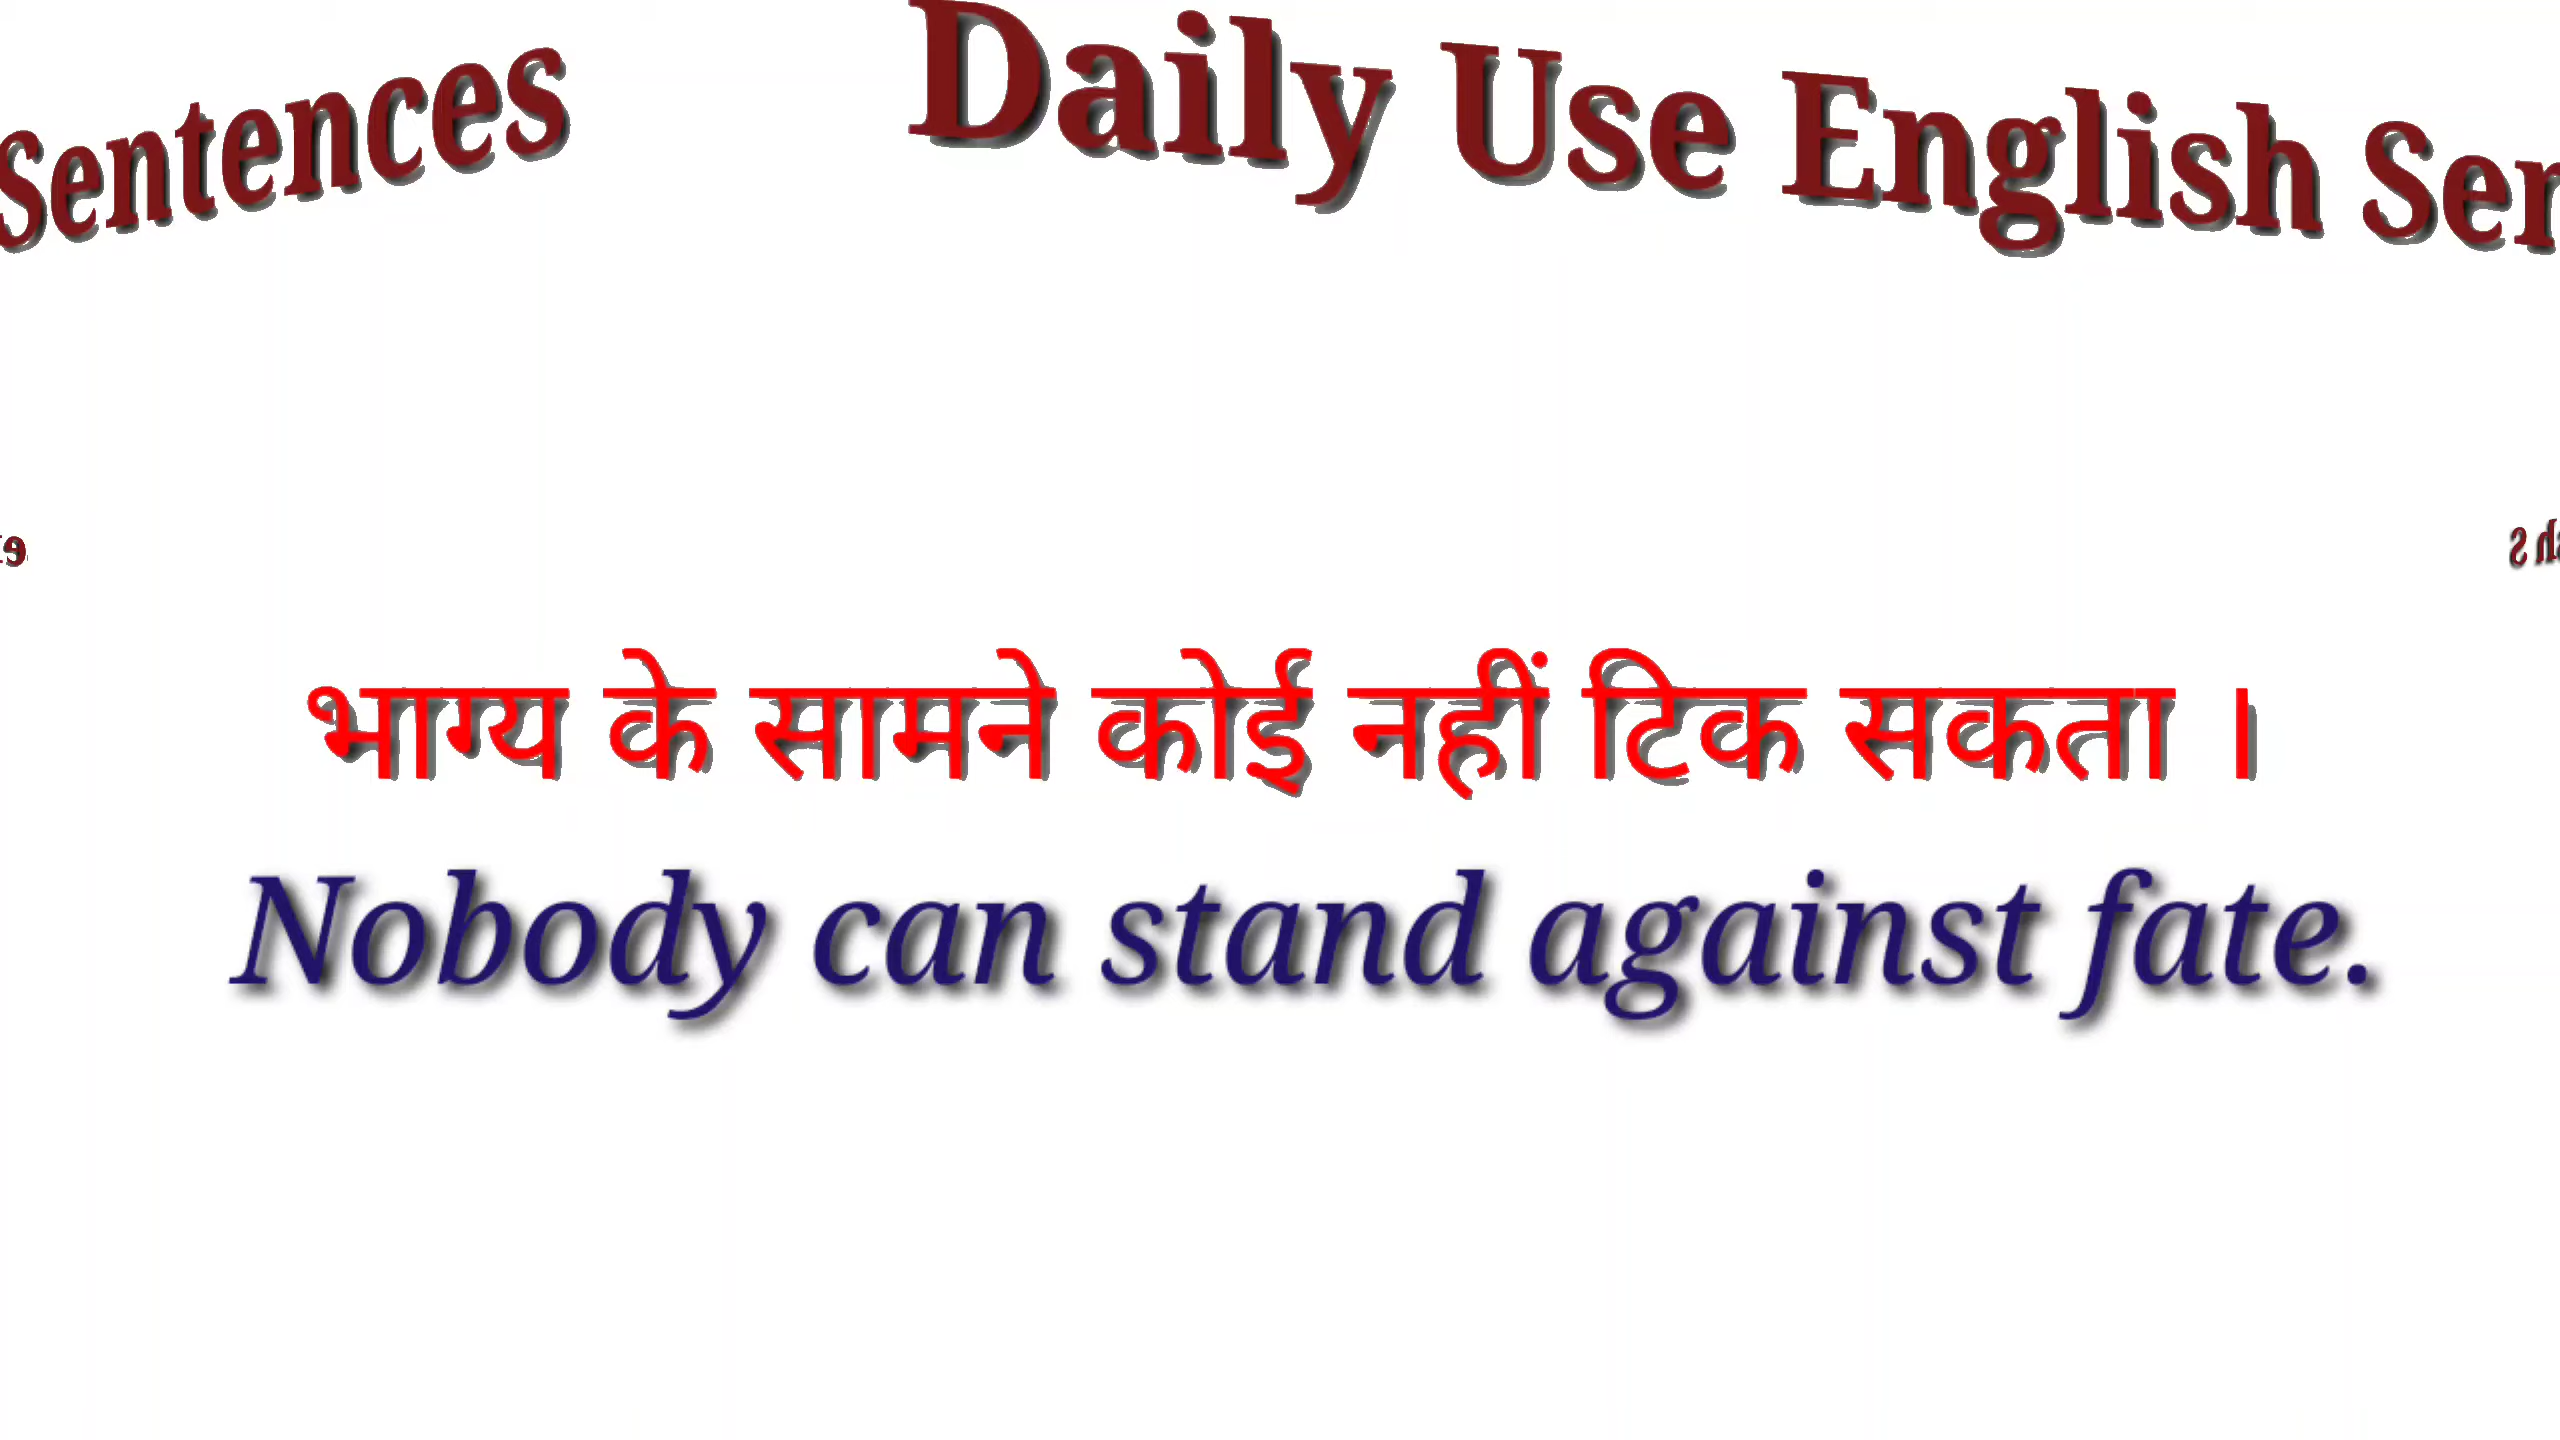 Sentences Daily Use English Sen
भाग्य के सामने कोई नहीं टिक सकता ।
Nobody can stand against fate.